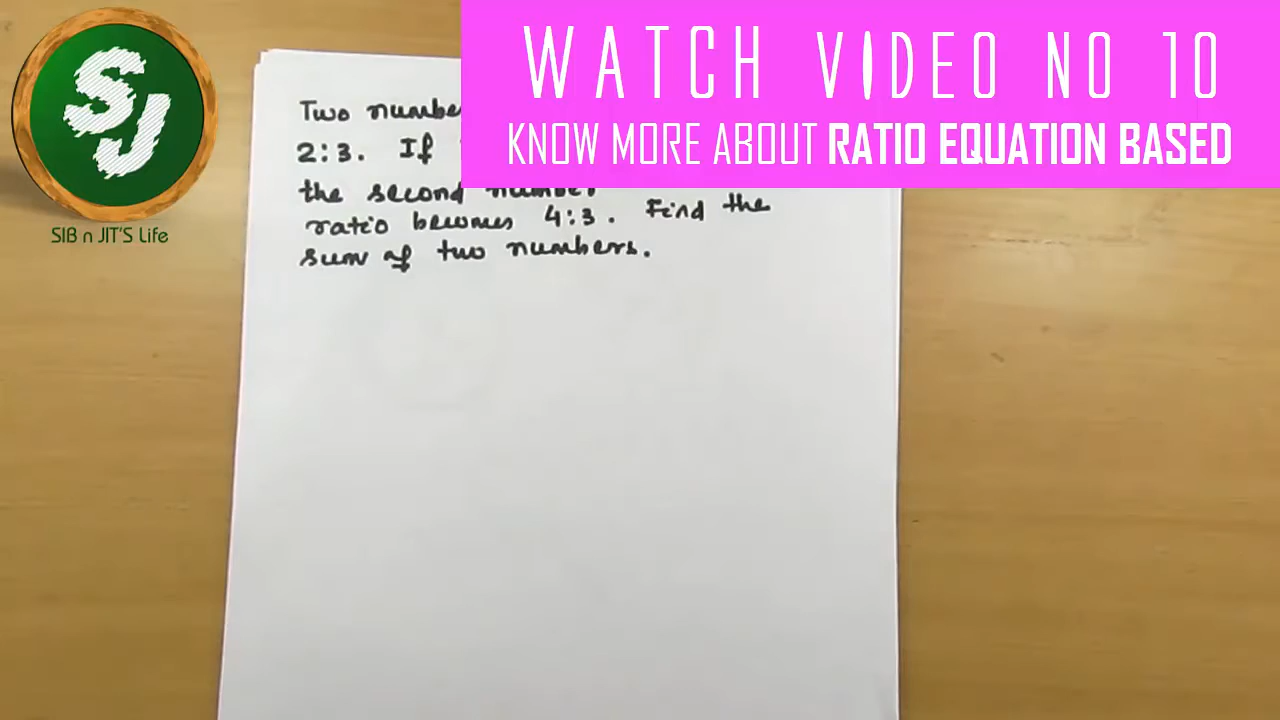 SJ
SIB n JIT'S Life
WATCH VIDEO NO 10
KNOW MORE ABOUT RATIO EQUATION BASED
Two numbe
2:3. If
the second number
ratio becomes 4:3. Find the
sum of two numbers.